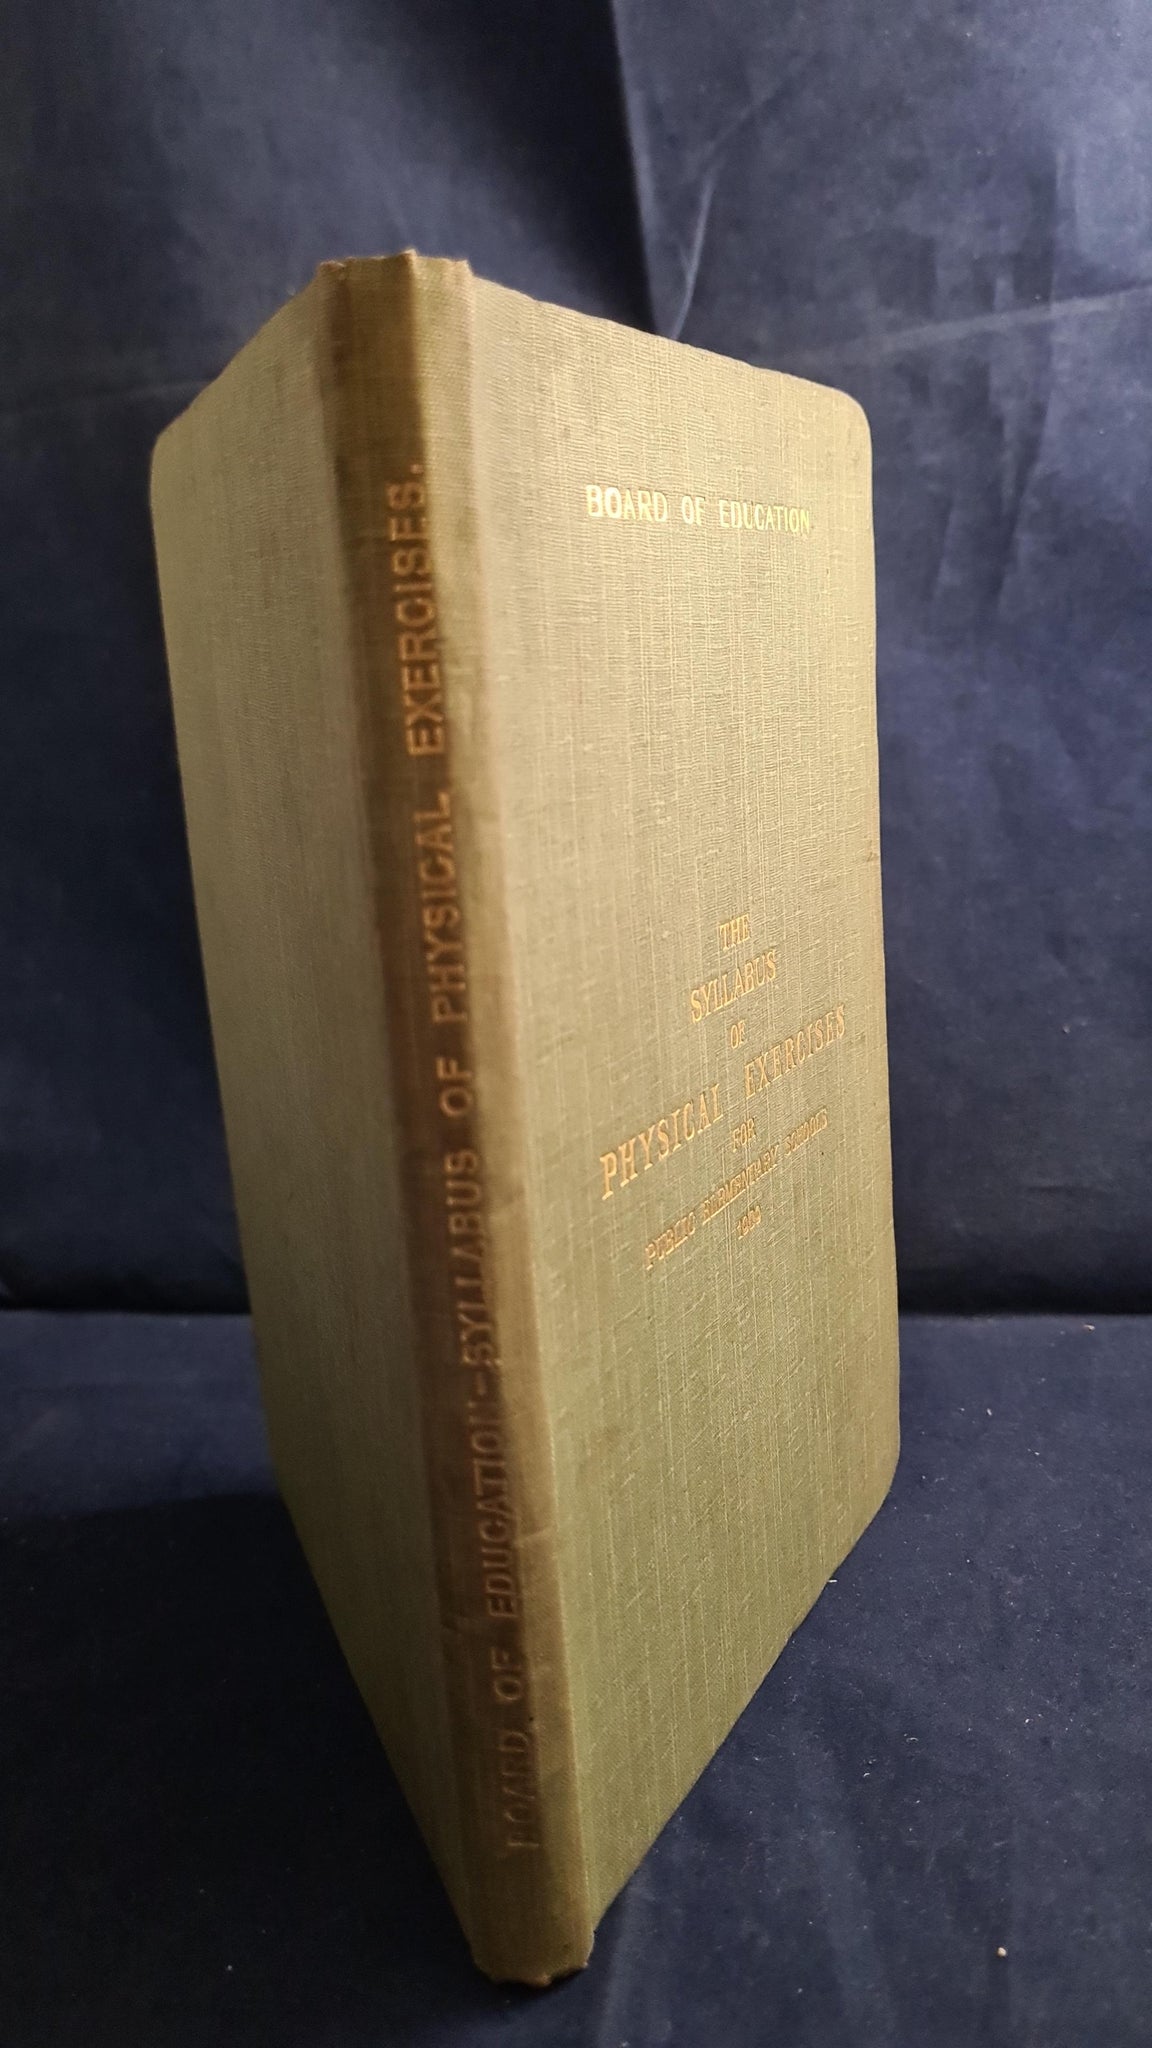 BOARD OF EDUCATION-SYLLABUS OF PHYSICAL EXERCISES.
BOARD OF EDUCATION
THE
SYLLABUS
OF
PHYSICAL EXERCISES
FOR
PUBLIC ELEMENTARY SCHOOLS
1909